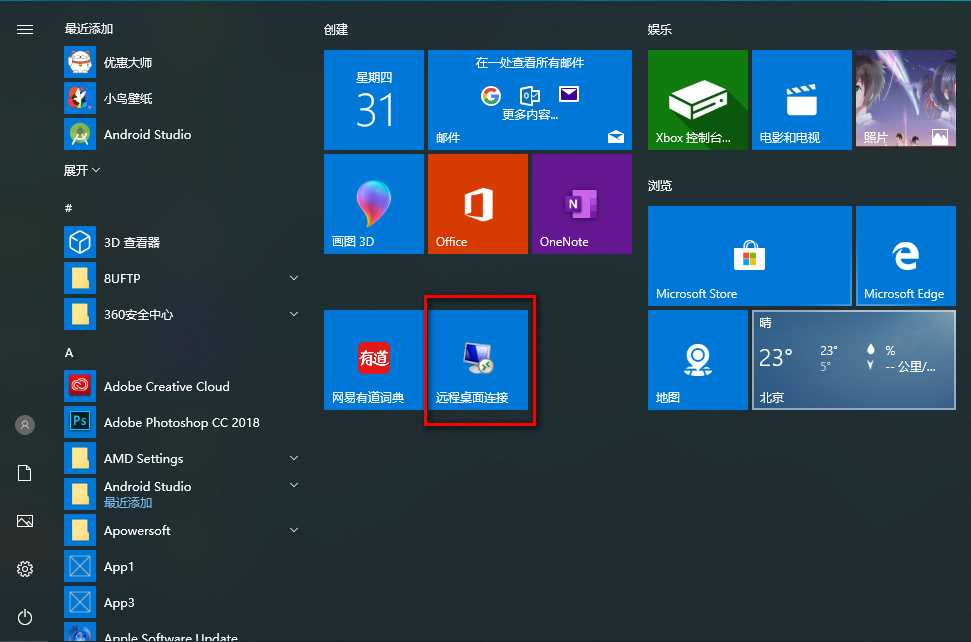 最近添加
优惠大师
小鸟壁纸
Android Studio
展开
#
3D 查看器
8UFTP
360安全中心
A
Adobe Creative Cloud
Ps
Adobe Photoshop CC 2018
AMD Settings
Android Studio
最近添加
Apowersoft
App1
App3
Apple Software Update
创建
星期四
31
在一处查看所有邮件
更多内容...
邮件
画图 3D
Office
N
OneNote
有道
网易有道词典
远程桌面连接
娱乐
Xbox 控制台...
电影和电视
照片
浏览
Microsoft Store
Microsoft Edge
地图
晴
23°
23°
5°
%
-- 公里/...
北京